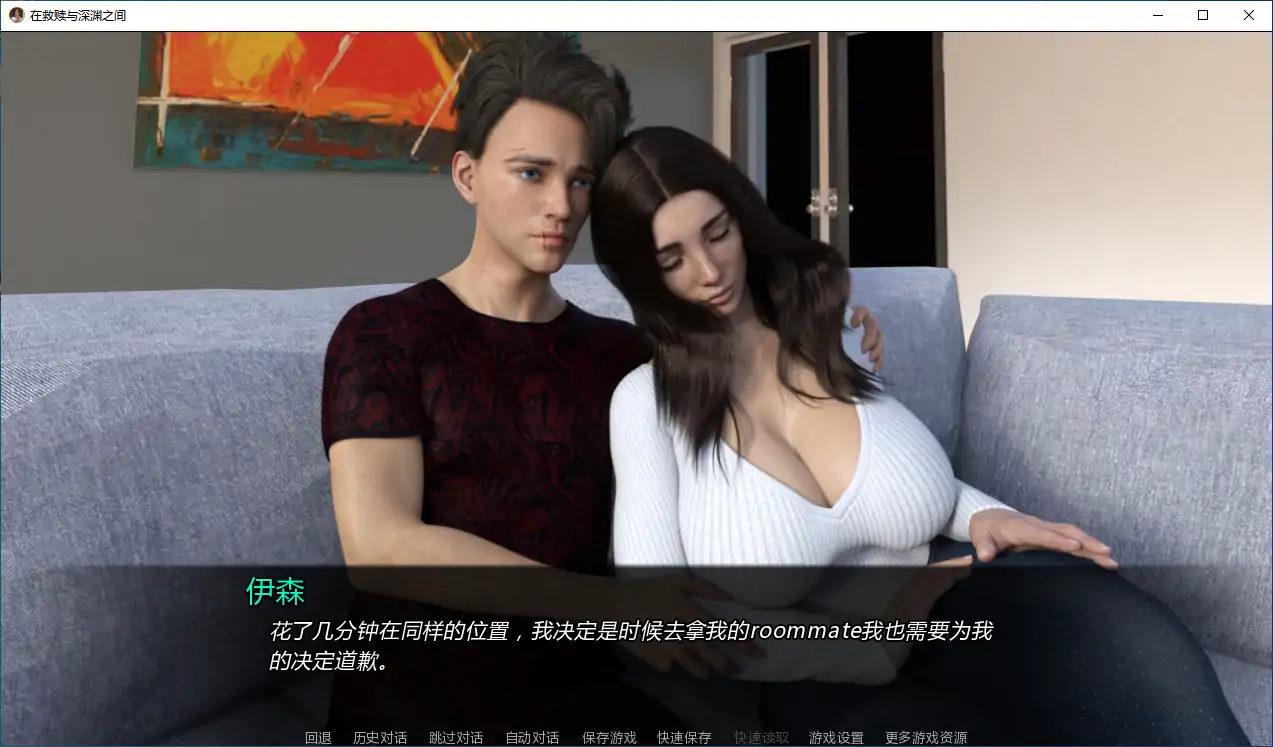 在救赎与深渊之间
伊森
花了几分钟在同样的位置，我决定是时候去拿我的roommate我也需要为我
的决定道歉。
回退 历史对话 跳过对话 自动对话 保存游戏 快速保存 快速读取 游戏设置 更多游戏资源